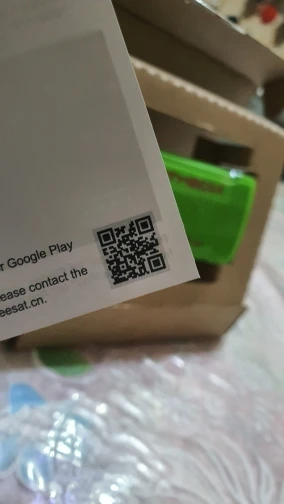 r Google Play
ease contact the
eesat.cn.